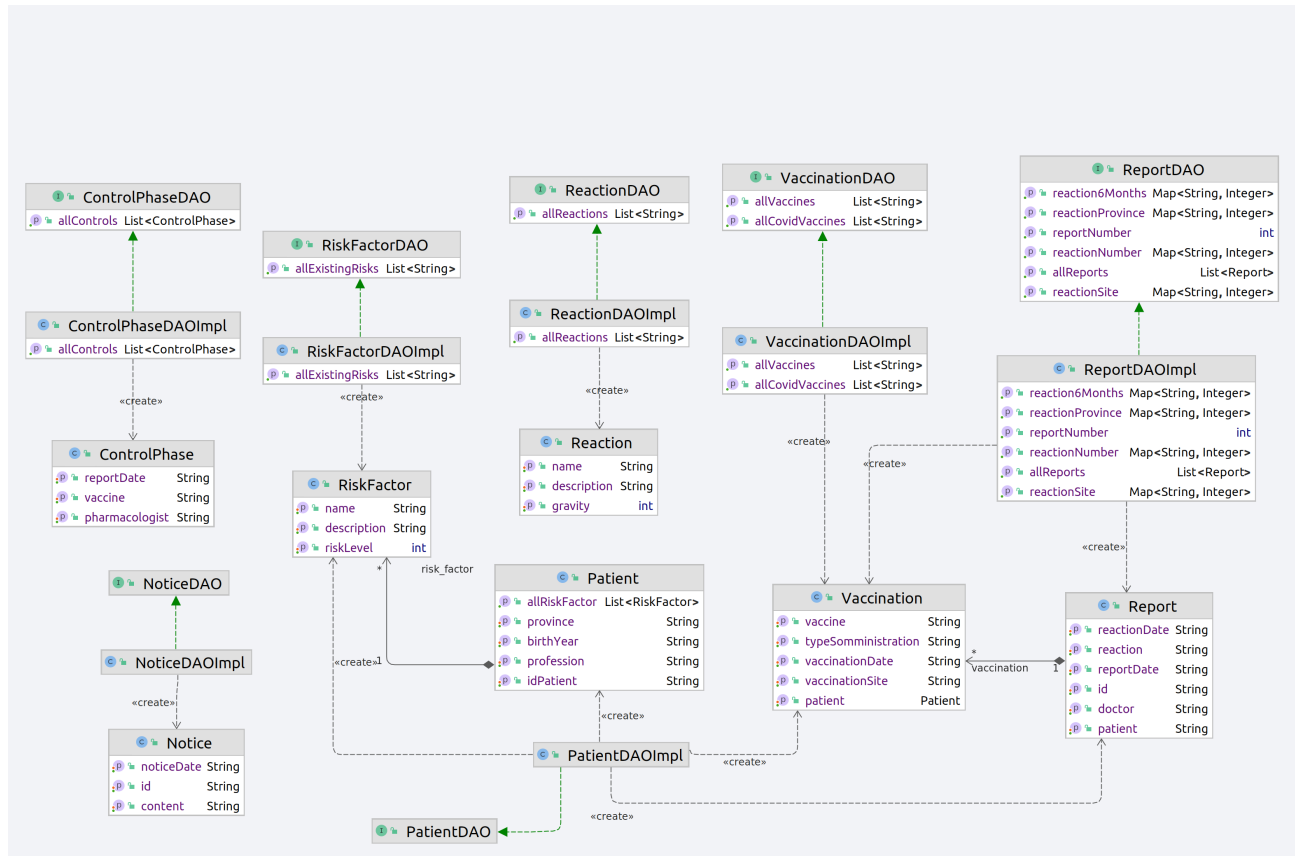 ControlPhaseDAO
allControls List<ControlPhase>
RiskFactorDAO
allExistingRisks List<String>
ReactionDAO
allReactions List<String>
VaccinationDAO
allVaccines List<String>
allCovidVaccines List<String>
ReportDAO
reaction6Months Map<String, Integer>
reactionProvince Map<String, Integer>
reportNumber int
reactionNumber Map<String, Integer>
allReports List<Report>
reactionSite Map<String, Integer>
ControlPhaseDAOImpl
allControls List<ControlPhase>
RiskFactorDAOImpl
allExistingRisks List<String>
ReactionDAOImpl
allReactions List<String>
VaccinationDAOImpl
allVaccines List<String>
allCovidVaccines List<String>
ReportDAOImpl
reaction6Months Map<String, Integer>
reactionProvince Map<String, Integer>
reportNumber int
reactionNumber Map<String, Integer>
allReports List<Report>
reactionSite Map<String, Integer>
«create»
«create»
«create»
«create»
«create»
«create»
ControlPhase
reportDate String
vaccine String
pharmacologist String
RiskFactor
name String
description String
riskLevel int
Reaction
name String
description String
gravity int
*
risk_factor
1
«create»
NoticeDAO
NoticeDAOImpl
«create»
Notice
noticeDate String
id String
content String
Patient
allRiskFactor List<RiskFactor>
province String
birthYear String
profession String
idPatient String
«create»
Vaccination
vaccine String
typeSomministration String
vaccinationDate String
vaccinationSite String
patient Patient
*
vaccination
1
Report
reactionDate String
reaction String
reportDate String
id String
doctor String
patient String
PatientDAOImpl
«create»
«create»
PatientDAO